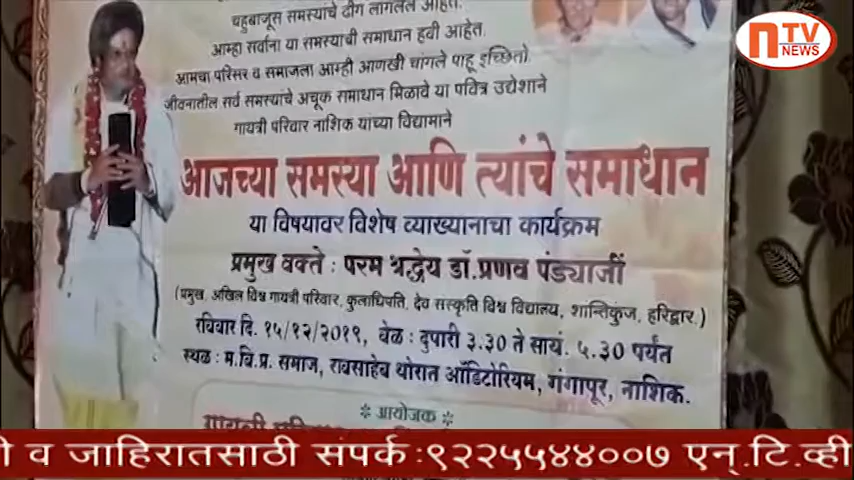 चहुबाजूस समस्यांचे ढीग लागलेले आहेत.
आम्हा सर्वांना या समस्याची समाधान हवी आहेत.
आमचा परिसर व समाजला आम्ही आणखी चांगले पाहू इच्छितो.
जीवनातील सर्व समस्यांचे अचूक समाधान मिळावे या पवित्र उद्येशाने
गायत्री परिवार नाशिक यांच्या विद्यामाने
आजच्या समस्या आणि त्यांचे समाधान
या विषयावर विशेष व्याख्यानाचा कार्यक्रम
प्रमुख वक्ते : परम श्रद्धेय डॉ.प्रणव पंड्याजीं
(प्रमुख, अखिल विश्व गायत्री परिवार, कुलाधिपति, देव सस्कृति विश्व विद्यालय, शान्तिकुंज, हरिद्वार.)
रविवार दि. १५/१२/२०१९, वेळ : दुपारी ३.३० ते सायं. ५.३० पर्यंत
स्थळ : म.वि.प्र. समाज, रावसाहेब थोरात ऑडिटोरियम, गंगापूर, नाशिक.
* आयोजक *
nTV
NEWS
व जाहिरातसाठी संपर्क :९२२५५४४००७ एन्.टि.व्ही